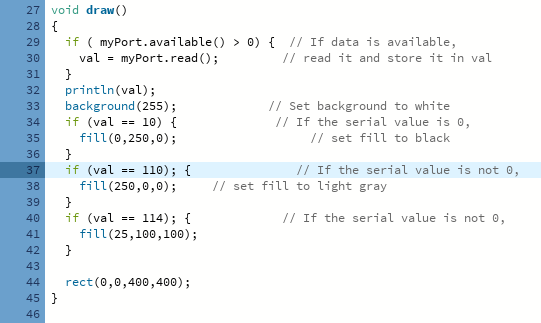 27 void draw()
28 {
29 if ( myPort.available() > 0) { // If data is available,
30 val = myPort.read(); // read it and store it in val
31 }
32 println(val);
33 background(255); // Set background to white
34 if (val == 10) { // If the serial value is 0,
35 fill(0,250,0); // set fill to black
36 }
37 if (val == 110); { // If the serial value is not 0,
38 fill(250,0,0); // set fill to light gray
39 }
40 if (val == 114); { // If the serial value is not 0,
41 fill(25,100,100);
42 }
43
44 rect(0,0,400,400);
45 }
46